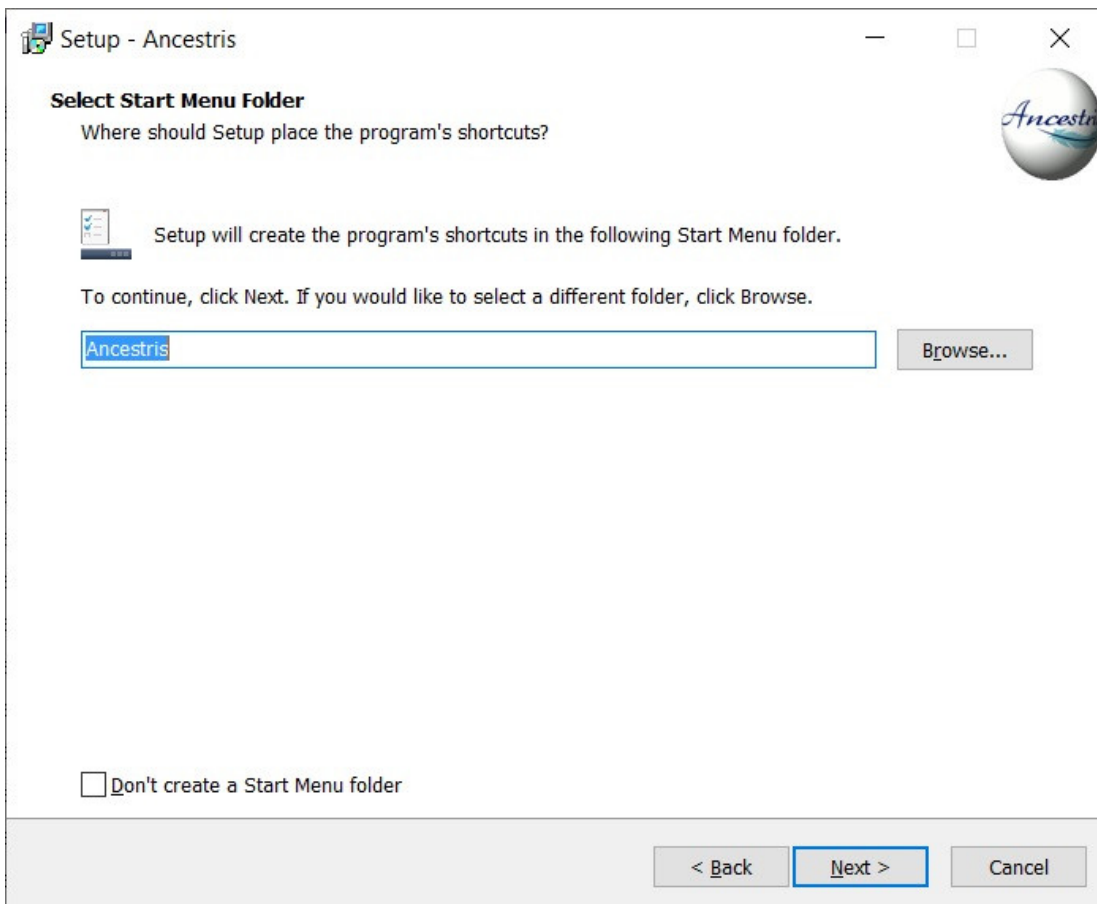 Setup - Ancestris
Select Start Menu Folder
Where should Setup place the program's shortcuts?
Setup will create the program's shortcuts in the following Start Menu folder.
To continue, click Next. If you would like to select a different folder, click Browse.
Ancestris
Browse...
Don't create a Start Menu folder
< Back
Next >
Cancel